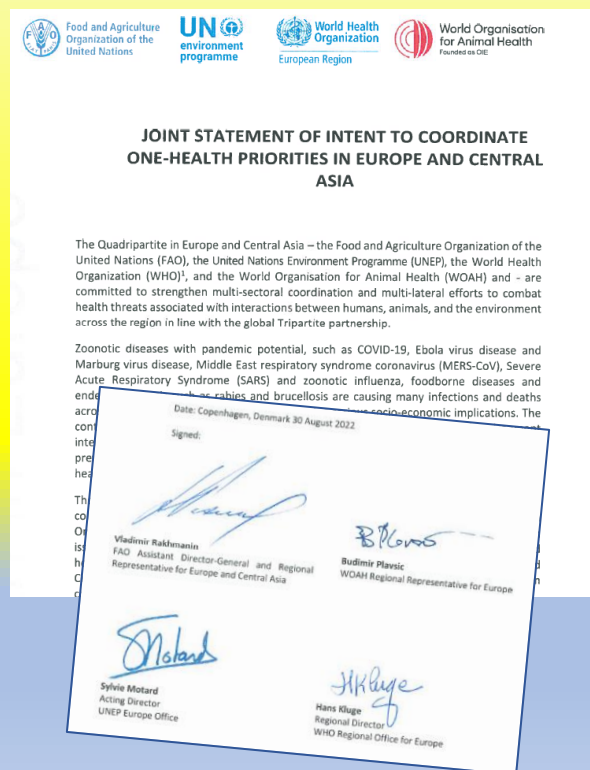 Food and Agriculture
Organization of the
United Nations
UN
environment
programme
World Health
Organization
European Region
World Organisation
for Animal Health
Founded as OIE
JOINT STATEMENT OF INTENT TO COORDINATE
ONE-HEALTH PRIORITIES IN EUROPE AND CENTRAL
ASIA
The Quadripartite in Europe and Central Asia – the Food and Agriculture Organization of the
United Nations (FAO), the United Nations Environment Programme (UNEP), the World Health
Organization (WHO)¹, and the World Organisation for Animal Health (WOAH) and - are
committed to strengthen multi-sectoral coordination and multi-lateral efforts to combat
health threats associated with interactions between humans, animals, and the environment
across the region in line with the global Tripartite partnership.
Zoonotic diseases with pandemic potential, such as COVID-19, Ebola virus disease and
Marburg virus disease, Middle East respiratory syndrome coronavirus (MERS-CoV), Severe
Acute Respiratory Syndrome (SARS) and zoonotic influenza, foodborne diseases and
rabies and brucellosis are causing many infections and deaths
socio-economic implications. The
Date: Copenhagen, Denmark 30 August 2022
Signed:
Vladimir Rakhmanin
FAO Assistant Director-General and Regional
Representative for Europe and Central Asia
Budimir Plavsic
WOAH Regional Representative for Europe
SMotard
Sylvie Motard
Acting Director
UNEP Europe Office
HKluge
Hans Kluge
Regional Director
WHO Regional Office for Europe